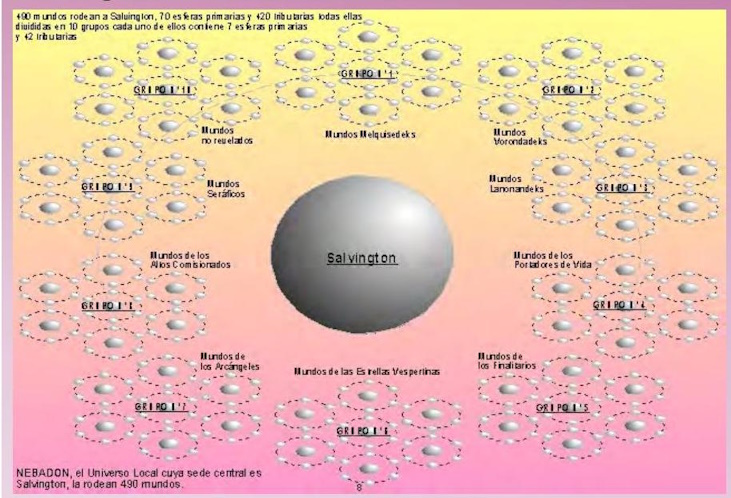 490 mundos rodean a Salvington, 70 esferas primarias y 420 tributarias todas ellas
divididas en 10 grupos cada uno de ellos contiene 7 esferas primarias
y 42 tributarias
GRUPO Nº1
Mundos Melquisedeks
GRUPO Nº2
Mundos
Vorondadeks
GRUPO Nº3
Mundos
Lanonandeks
GRUPO Nº4
Mundos de los
Portadores de Vida
GRUPO Nº5
Mundos de
los Finalitarios
GRUPO Nº6
Mundos de las Estrellas Vespertinas
GRUPO Nº7
Mundos de
los Arcángeles
GRUPO Nº8
Mundos de los
Altos Comisionados
GRUPO Nº9
Mundos
Seráficos
GRUPO Nº10
Mundos
no revelados
Salvington
NEBADON, el Universo Local cuya sede central es
Salvington, la rodean 490 mundos.
8